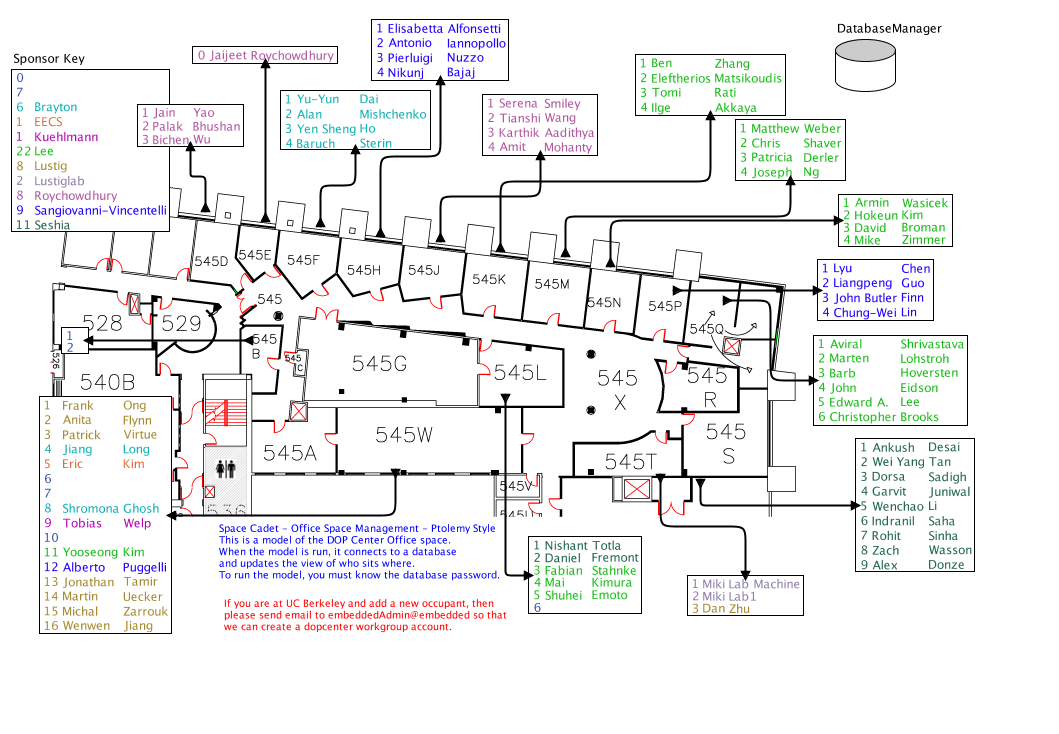 DatabaseManager
Sponsor Key
0
7
6 Brayton
1 EECS
1 Kuehlmann
22 Lee
8 Lustig
2 Lustiglab
8 Roychowdhury
9 Sangiovanni-Vincentelli
11 Seshia
0 Jaijeet Roychowdhury
1 Elisabetta Alfonsetti
2 Antonio Iannopollo
3 Pierluigi Nuzzo
4 Nikunj Bajaj
1 Jain Yao
2 Palak Bhushan
3 Bichen Wu
1 Yu-Yun Dai
2 Alan Mishchenko
3 Yen Sheng Ho
4 Baruch Sterin
1 Serena Smiley
2 Tianshi Wang
3 Karthik Aadithya
4 Amit Mohanty
1 Ben Zhang
2 Eleftherios Matsikoudis
3 Tomi Rati
4 Ilge Akkaya
1 Matthew Weber
2 Chris Shaver
3 Patricia Derler
4 Joseph Ng
1 Armin Wasicek
2 Hokeun Kim
3 David Broman
4 Mike Zimmer
1 Lyu Chen
2 Liangpeng Guo
3 John Butler Finn
4 Chung-Wei Lin
1 Aviral Shrivastava
2 Marten Lohstroh
3 Barb Hoversten
4 John Eidson
5 Edward A. Lee
6 Christopher Brooks
1 Ankush Desai
2 Wei Yang Tan
3 Dorsa Sadigh
4 Garvit Juniwal
5 Wenchao Li
6 Indranil Saha
7 Rohit Sinha
8 Zach Wasson
9 Alex Donze
545D
545E
545F
545H
545J
545K
545M
545N
545P
545Q
545
528
529
1
2
545
B
545
C
545G
545L
545
X
545
R
526
540B
545A
545W
545T
545
S
545V
1 Frank Ong
2 Anita Flynn
3 Patrick Virtue
4 Jiang Long
5 Eric Kim
6
7
8 Shromona Ghosh
9 Tobias Welp
10
11 Yooseong Kim
12 Alberto Puggelli
13 Jonathan Tamir
14 Martin Uecker
15 Michal Zarrouk
16 Wenwen Jiang
Space Cadet - Office Space Management - Ptolemy Style
This is a model of the DOP Center Office space.
When the model is run, it connects to a database
and updates the view of who sits where.
To run the model, you must know the database password.
If you are at UC Berkeley and add a new occupant, then
please send email to embeddedAdmin@embedded so that
we can create a dopcenter workgroup account.
1 Nishant Totla
2 Daniel Fremont
3 Fabian Stahnke
4 Mai Kimura
5 Shuhei Emoto
6
1 Miki Lab Machine
2 Miki Lab1
3 Dan Zhu